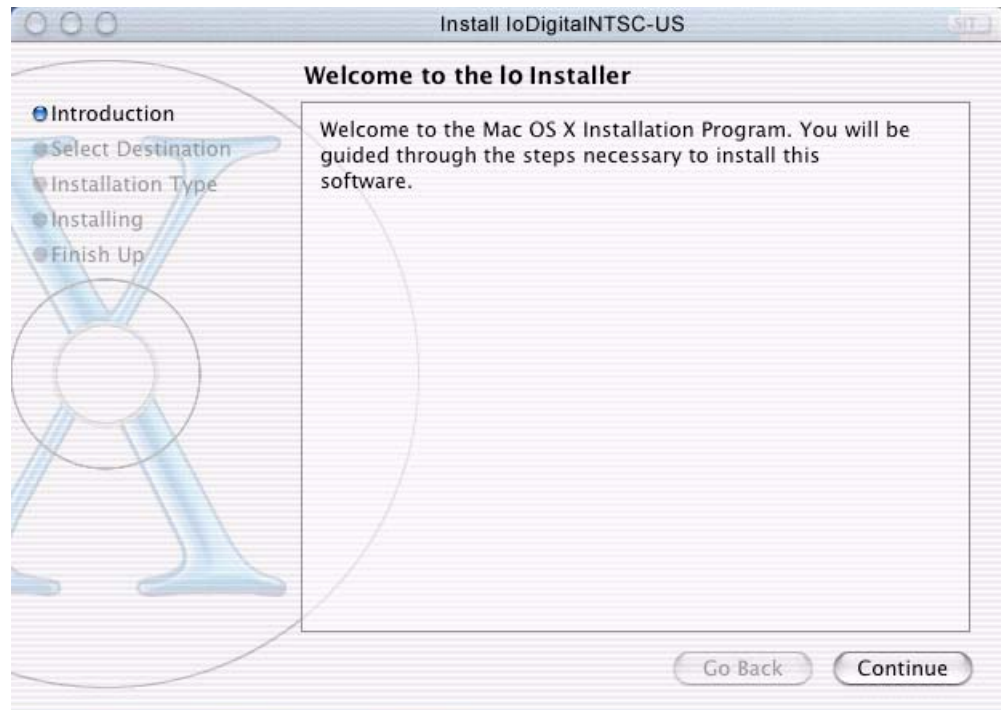 Install IoDigitalNTSC-US
SIT
Welcome to the Io Installer
Introduction
Select Destination
Installation Type
Installing
Finish Up
Welcome to the Mac OS X Installation Program. You will be
guided through the steps necessary to install this
software.
Go Back
Continue